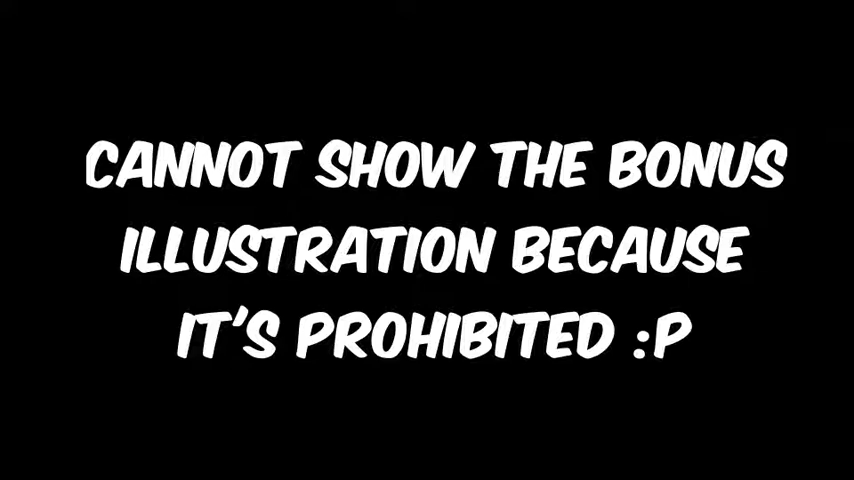 CANNOT SHOW THE BONUS
ILLUSTRATION BECAUSE
IT'S PROHIBITED :P